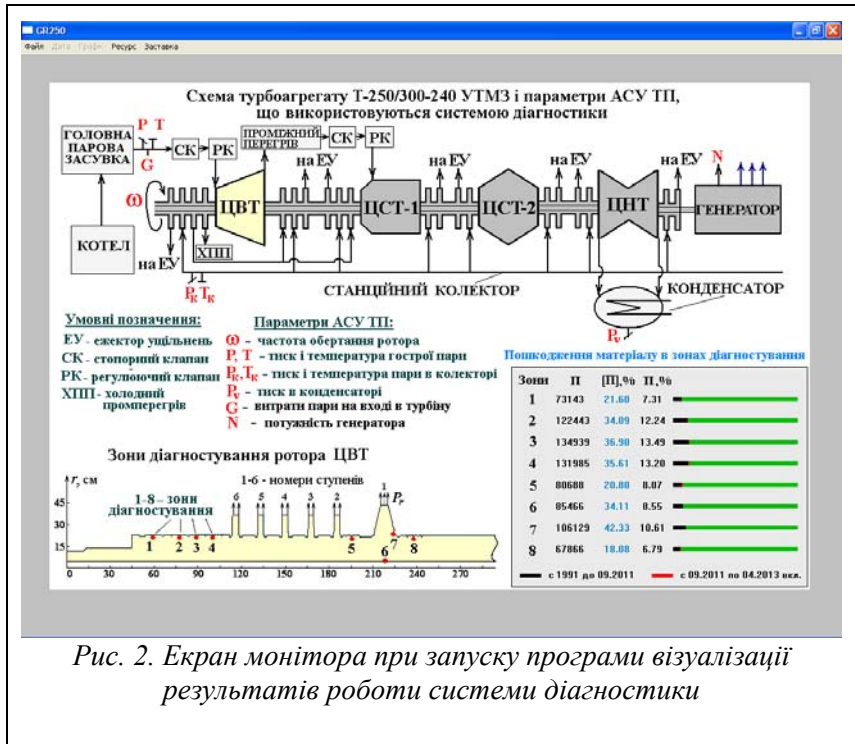 GR250
Файл Дата Графи Ресурс Заставка
Схема турбоагрегату Т-250/300-240 УТМЗ і параметри АСУ ТП,
що використовуються системою діагностики
ГОЛОВНА
ПАРОВА
ЗАСУВКА
P T
G
СК
РК
ПРОМІЖНИЙ
ПЕРЕГРІВ
СК
РК
на ЕУ
на ЕУ
на ЕУ
на ЕУ
N
ω
ЦВТ
ЦСТ-1
ЦСТ-2
ЦНТ
ГЕНЕРАТОР
КОТЕЛ
на ЕУ
ХПП
Pк Tк
СТАНЦІЙНИЙ КОЛЕКТОР
КОНДЕНСАТОР
Pv
Умовні позначення:
ЕУ - ежектор ущільнень
СК - стопорний клапан
РК - регулюючий клапан
ХПП - холодний
промперегрів
Параметри АСУ ТП:
ω - частота обертання ротора
P, T - тиск і температура гострої пари
Pк, Tк - тиск і температура пари в колекторі
Pv - тиск в конденсаторі
G - витрати пари на вході в турбіну
N - потужність генератора
Пошкодження матеріалу в зонах діагностування
Зони П [П],% П,%
1 73143 21.60 7.31
2 122443 34.09 12.24
3 134939 36.90 13.49
4 131985 35.61 13.20
5 80688 20.80 8.07
6 85466 34.11 8.55
7 106129 42.33 10.61
8 67866 18.08 6.79
с 1991 до 09.2011 с 09.2011 по 04.2013 вкл.
Зони діагностування ротора ЦВТ
r, см
1-8 – зони
діагностування
1-6 - номери ступенів
6 5 4 3 2 1 Pr
45
30
15
1 2 3 4 5 6 7 8
0 30 60 90 120 150 180 210 240 270
Рис. 2. Екран монітора при запуску програми візуалізації
результатів роботи системи діагностики